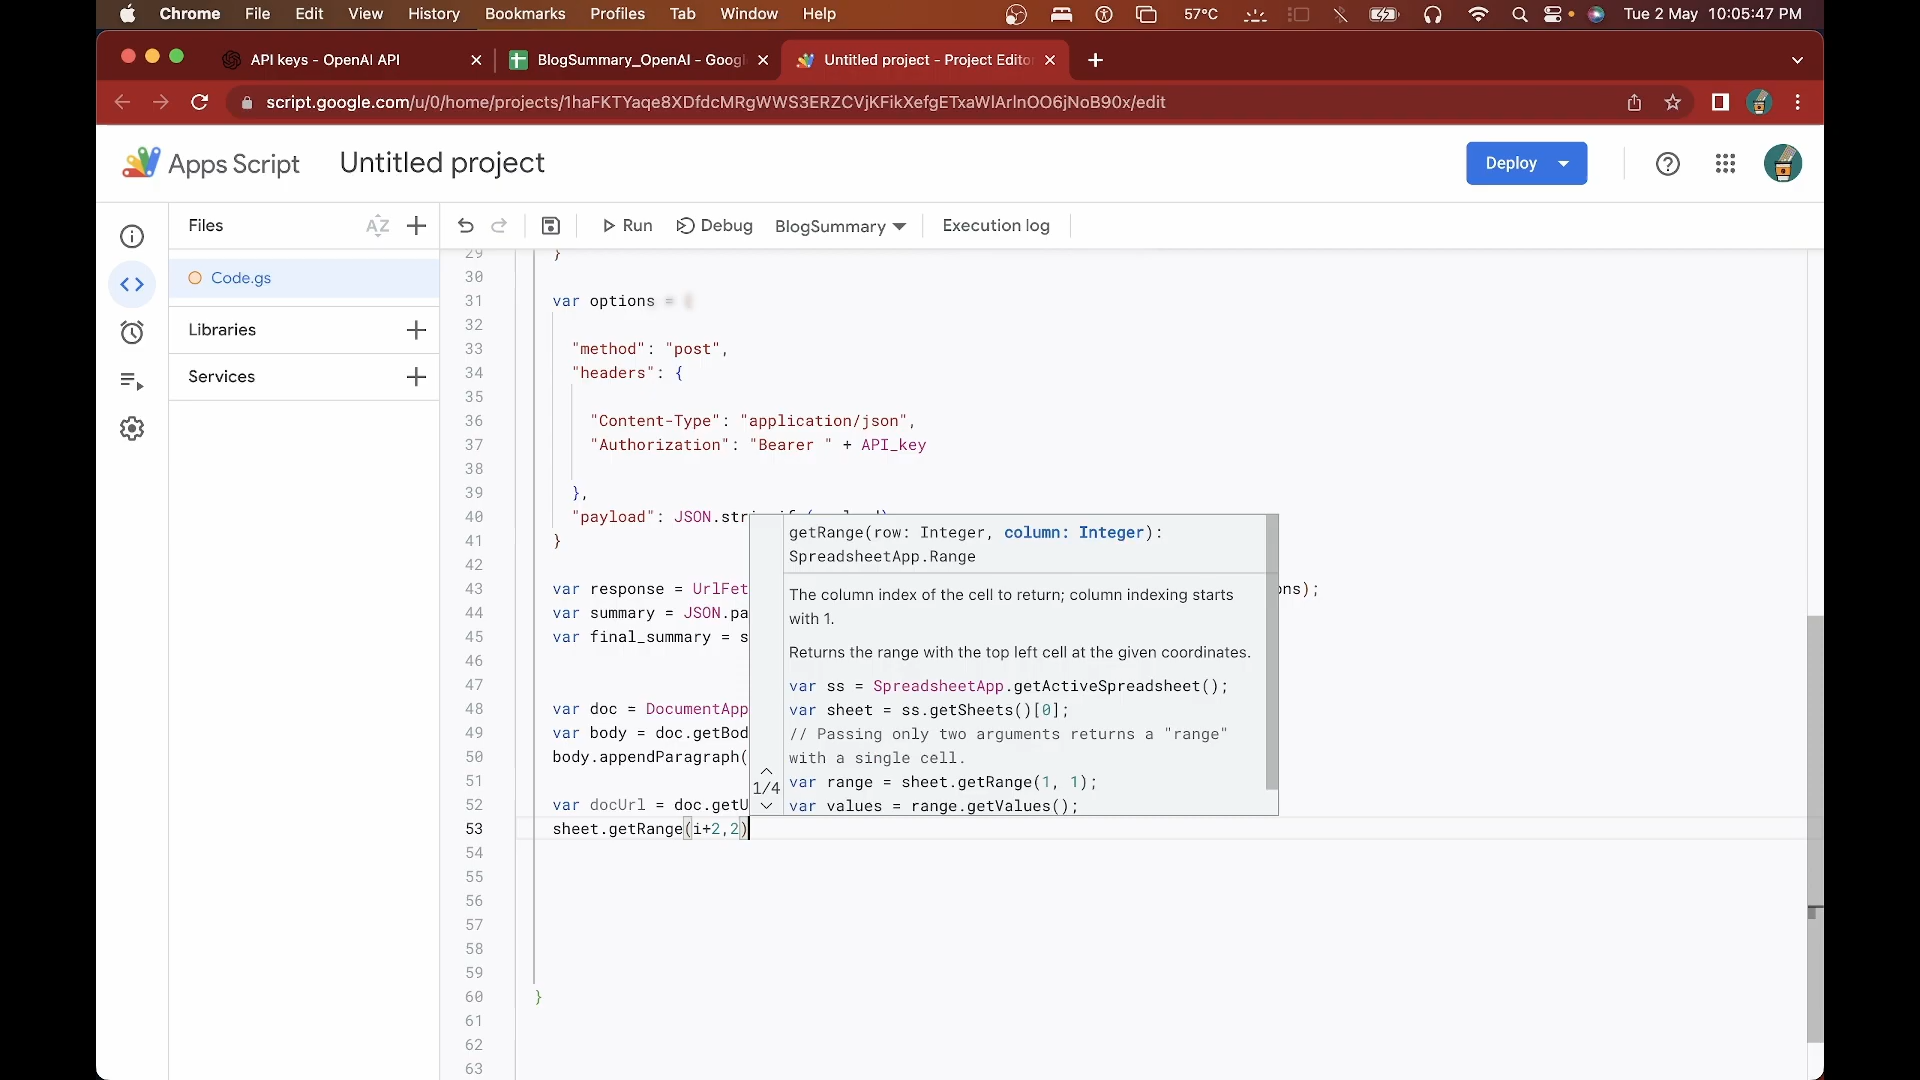 Chrome File Edit View History Bookmarks Profiles Tab Window Help 57°C Tue 2 May 10:05:47 PM
API keys - OpenAI API BlogSummary_OpenAI - Googl Untitled project - Project Editor
script.google.com/u/0/home/projects/1haFKTYaqe8XDfdcMRgWWS3ERZCVjKFikXefgETxaWlArlnOO6jNoB90x/edit
Apps Script Untitled project Deploy
Files AZ Run Debug BlogSummary Execution log
Code.gs
Libraries
Services
29 }
30
31 var options = {
32
33 "method": "post",
34 "headers": {
35
36 "Content-Type": "application/json",
37 "Authorization": "Bearer " + API_key
38
39 },
40 "payload": JSON.str
41 }
42
43 var response = UrlFet ons);
44 var summary = JSON.pa
45 var final_summary = s
46
47
48 var doc = DocumentApp
49 var body = doc.getBod
50 body.appendParagraph(
51
52 var docUrl = doc.getU
53 sheet.getRange(i+2,2)
54
55
56
57
58
59
60 }
61
62
63
getRange(row: Integer, column: Integer):
SpreadsheetApp.Range
The column index of the cell to return; column indexing starts
with 1.
Returns the range with the top left cell at the given coordinates.
var ss = SpreadsheetApp.getActiveSpreadsheet();
var sheet = ss.getSheets()[0];
// Passing only two arguments returns a "range"
with a single cell.
var range = sheet.getRange(1, 1);
var values = range.getValues();
1/4